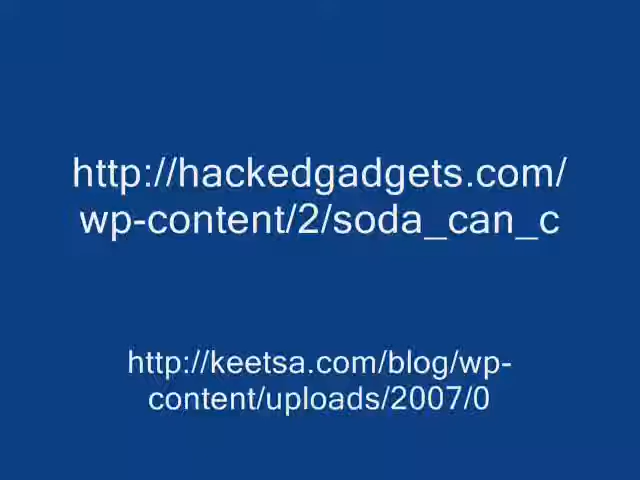 http://hackedgadgets.com/
wp-content/2/soda_can_c
http://keetsa.com/blog/wp-
content/uploads/2007/0